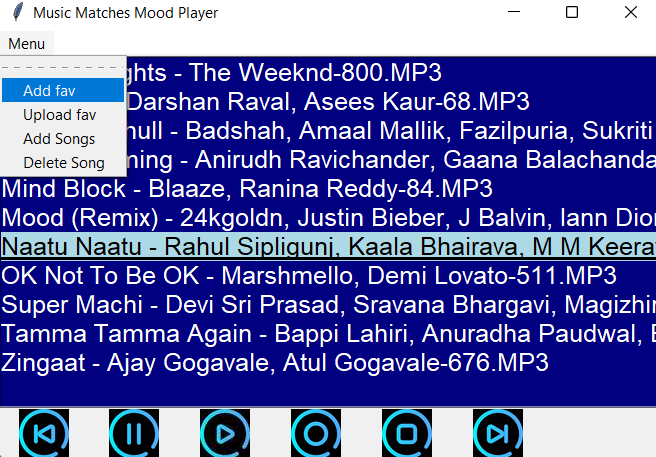 Music Matches Mood Player
Menu
Add fav
Upload fav
Add Songs
Delete Song
- The Weeknd-800.MP3
Darshan Raval, Asees Kaur-68.MP3
- Badshah, Amaal Mallik, Fazilpuria, Sukriti
- Anirudh Ravichander, Gaana Balachanda
Mind Block - Blaaze, Ranina Reddy-84.MP3
Mood (Remix) - 24kgoldn, Justin Bieber, J Balvin, Iann Dior
Naatu Naatu - Rahul Sipligunj, Kaala Bhairava, M M Keera
OK Not To Be OK - Marshmello, Demi Lovato-511.MP3
Super Machi - Devi Sri Prasad, Sravana Bhargavi, Magizhin
Tamma Tamma Again - Bappi Lahiri, Anuradha Paudwal,
Zingaat - Ajay Gogavale, Atul Gogavale-676.MP3